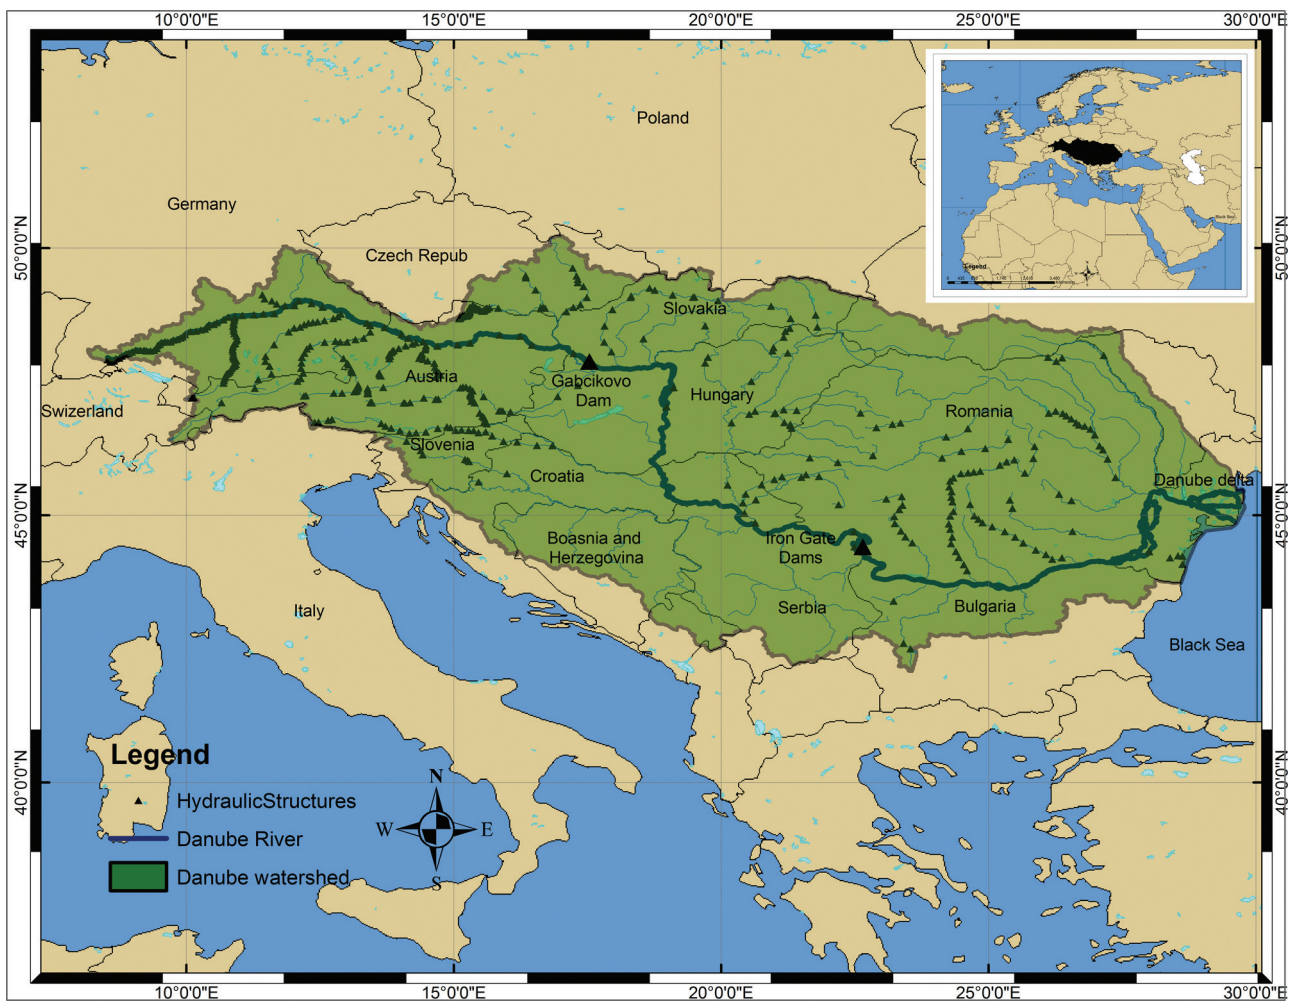 10°0'0"E
15°0'0"E
20°0'0"E
25°0'0"E
30°0'0"E
50°0'0"N
45°0'0"N
40°0'0"N
50°0'0"N
45°0'0"N
40°0'0"N
Poland
Germany
Czech Repub
Slovakia
Austria
Gabcikovo
Dam
Hungary
Swizerland
Romania
Slovenia
Croatia
Danube delta
Boasnia and
Herzegovina
Iron Gate
Dams
Serbia
Bulgaria
Italy
Black Sea
Black Sea
Legend
Legend
HydraulicStructures
Danube River
Danube watershed
N
W
E
S
10°0'0"E
15°0'0"E
20°0'0"E
25°0'0"E
30°0'0"E